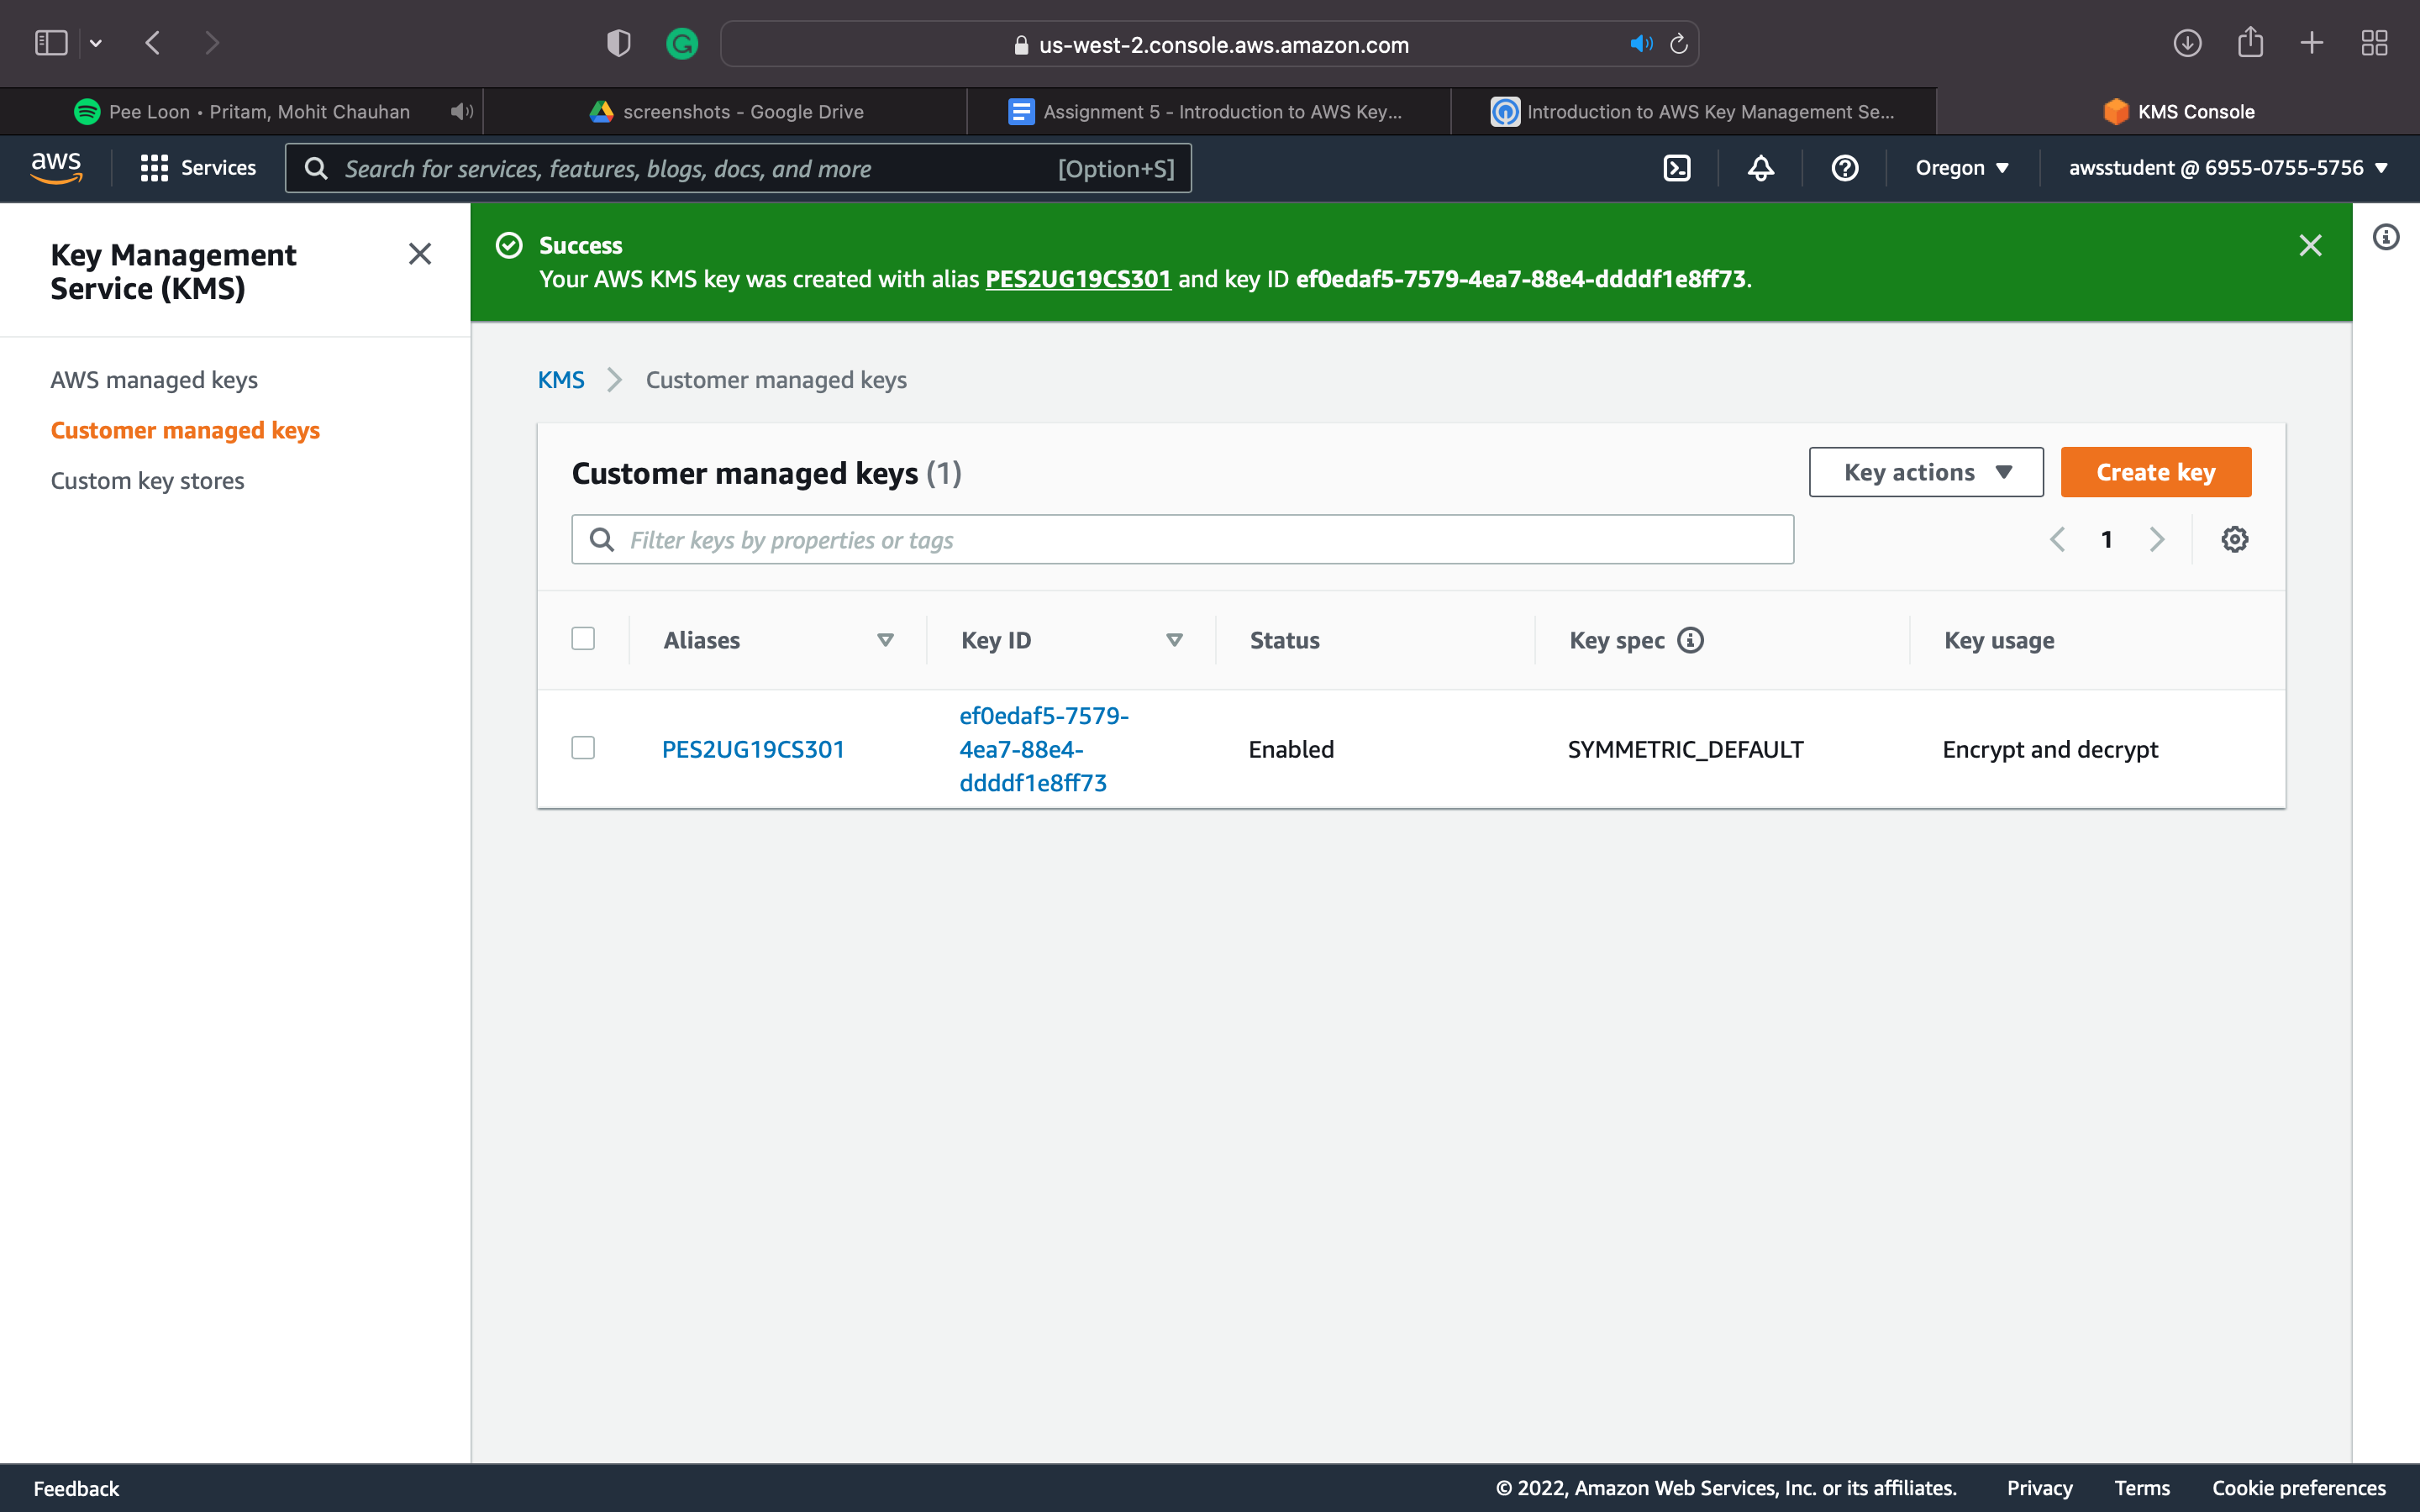 us-west-2.console.aws.amazon.com
Pee Loon • Pritam, Mohit Chauhan
screenshots - Google Drive
Assignment 5 - Introduction to AWS Key...
Introduction to AWS Key Management Se...
KMS Console
aws
Services
Search for services, features, blogs, docs, and more
[Option+S]
Oregon
awsstudent @ 6955-0755-5756
Key Management
Service (KMS)
AWS managed keys
Customer managed keys
Custom key stores
Success
Your AWS KMS key was created with alias PES2UG19CS301 and key ID ef0edaf5-7579-4ea7-88e4-ddddf1e8ff73.
KMS
Customer managed keys
Customer managed keys (1)
Key actions
Create key
Filter keys by properties or tags
1
Aliases
Key ID
Status
Key spec
Key usage
PES2UG19CS301
ef0edaf5-7579-
4ea7-88e4-
ddddf1e8ff73
Enabled
SYMMETRIC_DEFAULT
Encrypt and decrypt
Feedback
© 2022, Amazon Web Services, Inc. or its affiliates.
Privacy
Terms
Cookie preferences